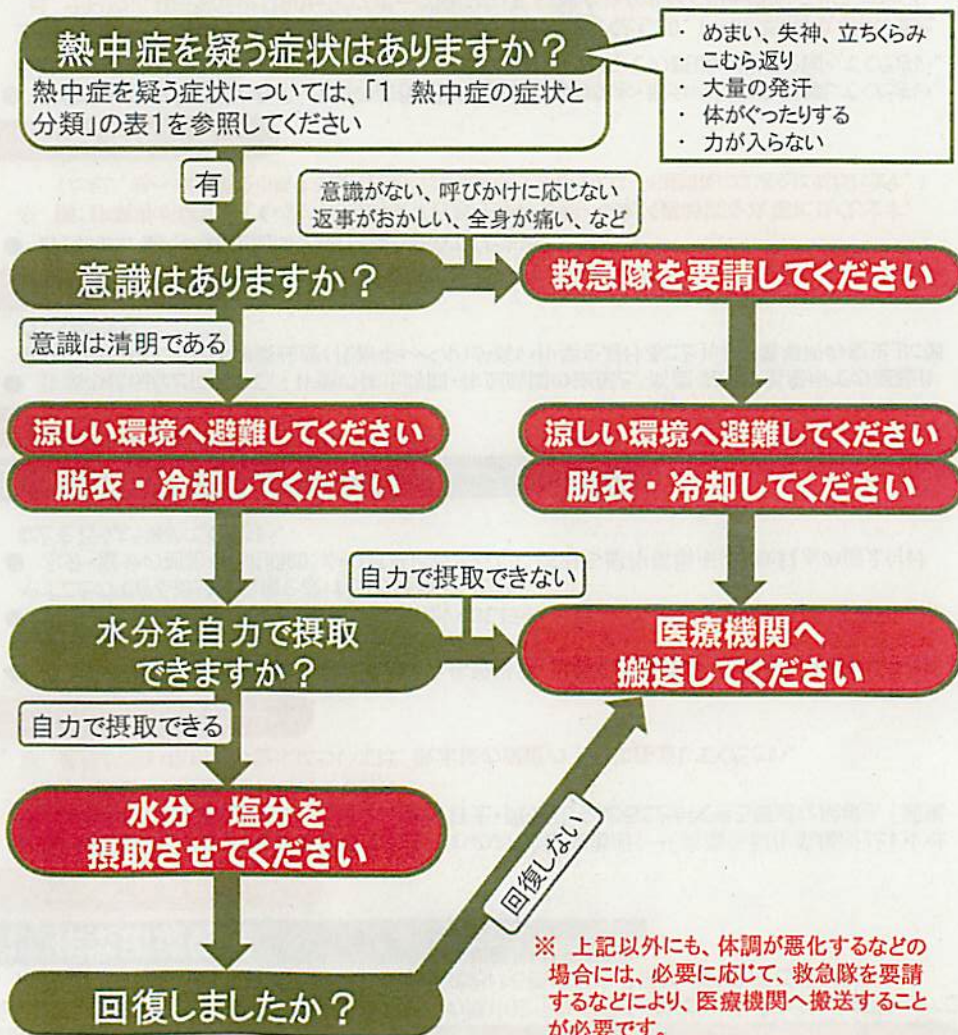 熱中症を疑う症状はありますか?
熱中症を疑う症状については、「1 熱中症の症状と
分類」の表1を参照してください
・ めまい、失神、立ちくらみ
こむら返り
大量の発汗
・ 体がぐったりする
・ 力が入らない
有
意識がない、呼びかけに応じない
返事がおかしい、全身が痛い、など
意識はありますか?
救急隊を要請してください
意識は清明である
涼しい環境へ避難してください
脱衣・冷却してください
涼しい環境へ避難してください
脱衣・冷却してください
自力で摂取できない
水分を自力で摂取
できますか?
医療機関へ
搬送してください
自力で摂取できる
水分・塩分を
摂取させてください
回復しない
回復しましたか?
※ 上記以外にも、体調が悪化するなどの
場合には、必要に応じて、救急隊を要請
するなどにより、医療機関へ搬送すること
が必要です。